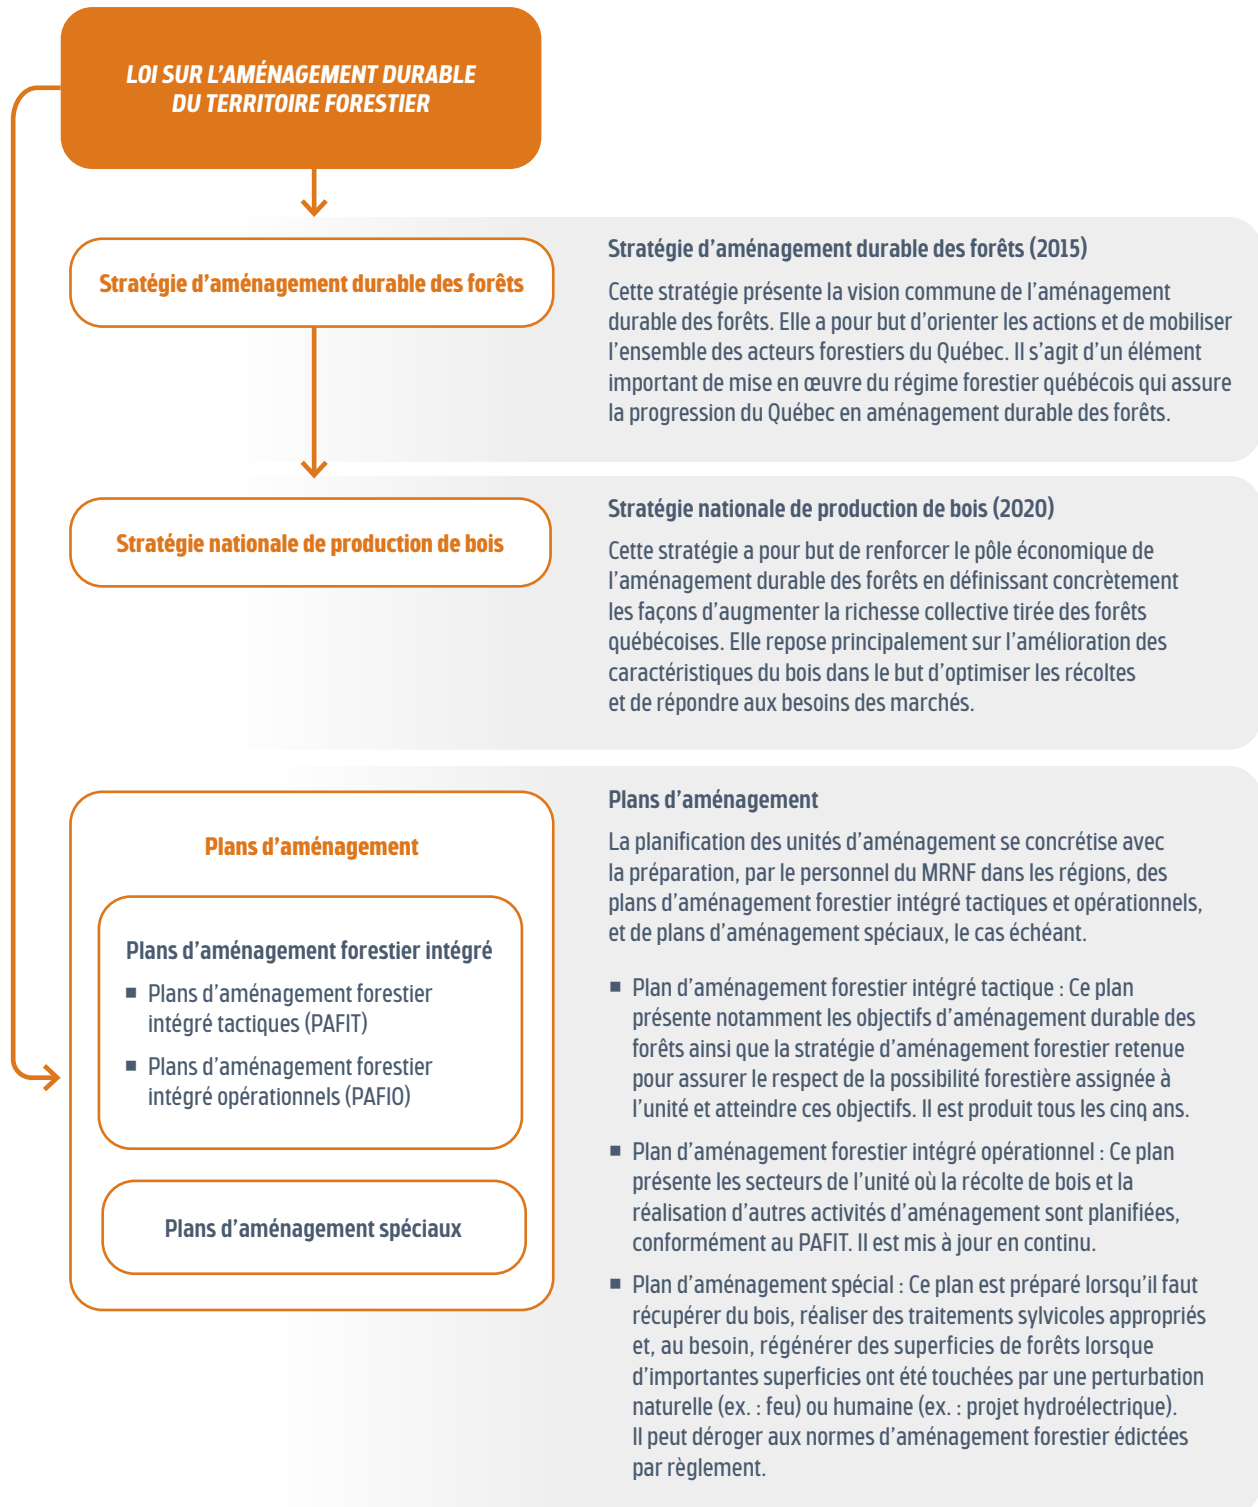 LOI SUR L'AMÉNAGEMENT DURABLE
DU TERRITOIRE FORESTIER
Stratégie d'aménagement durable des forêts
Stratégie d'aménagement durable des forêts (2015)
Cette stratégie présente la vision commune de l'aménagement
durable des forêts. Elle a pour but d'orienter les actions et de mobiliser
l'ensemble des acteurs forestiers du Québec. Il s'agit d'un élément
important de mise en œuvre du régime forestier québécois qui assure
la progression du Québec en aménagement durable des forêts.
Stratégie nationale de production de bois
Stratégie nationale de production de bois (2020)
Cette stratégie a pour but de renforcer le pôle économique de
l'aménagement durable des forêts en définissant concrètement
les façons d'augmenter la richesse collective tirée des forêts
québécoises. Elle repose principalement sur l'amélioration des
caractéristiques du bois dans le but d'optimiser les récoltes
et de répondre aux besoins des marchés.
Plans d'aménagement
Plans d'aménagement forestier intégré
▪ Plans d'aménagement forestier
intégré tactiques (PAFIT)
▪ Plans d'aménagement forestier
intégré opérationnels (PAFIO)
Plans d'aménagement spéciaux
Plans d'aménagement
La planification des unités d'aménagement se concrétise avec
la préparation, par le personnel du MRNF dans les régions, des
plans d'aménagement forestier intégré tactiques et opérationnels,
et de plans d'aménagement spéciaux, le cas échéant.
▪ Plan d'aménagement forestier intégré tactique : Ce plan
présente notamment les objectifs d'aménagement durable des
forêts ainsi que la stratégie d'aménagement forestier retenue
pour assurer le respect de la possibilité forestière assignée à
l'unité et atteindre ces objectifs. Il est produit tous les cinq ans.
▪ Plan d'aménagement forestier intégré opérationnel : Ce plan
présente les secteurs de l'unité où la récolte de bois et la
réalisation d'autres activités d'aménagement sont planifiées,
conformément au PAFIT. Il est mis à jour en continu.
▪ Plan d'aménagement spécial : Ce plan est préparé lorsqu'il faut
récupérer du bois, réaliser des traitements sylvicoles appropriés
et, au besoin, régénérer des superficies de forêts lorsque
d'importantes superficies ont été touchées par une perturbation
naturelle (ex. : feu) ou humaine (ex. : projet hydroélectrique).
Il peut déroger aux normes d'aménagement forestier édictées
par règlement.